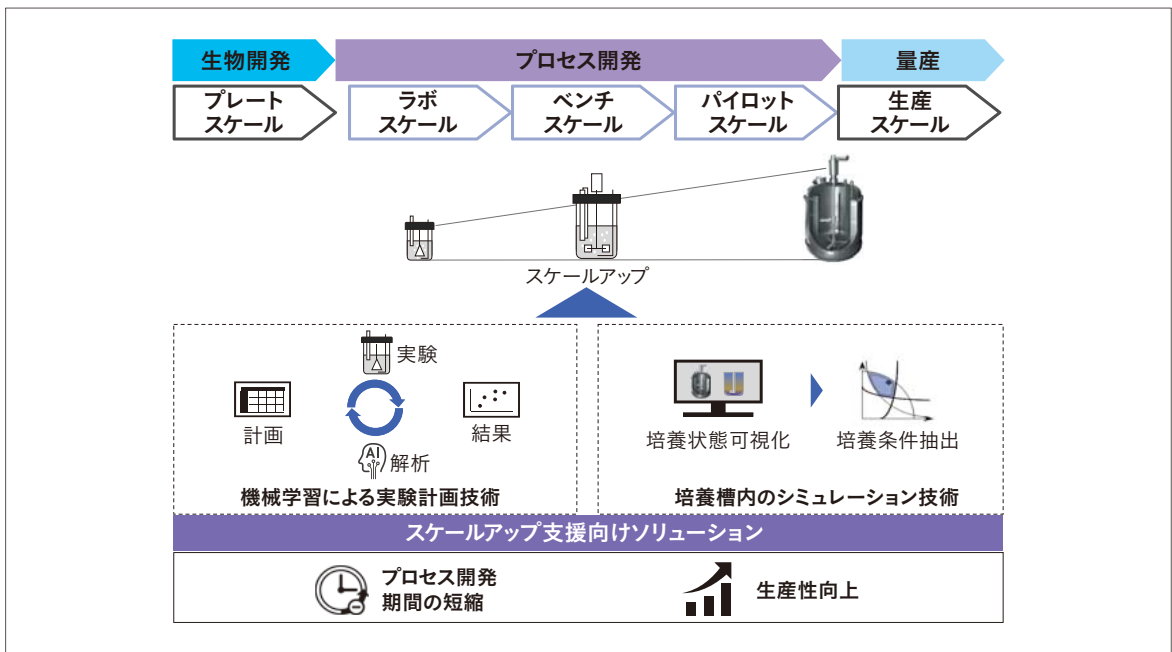 生物開発
プロセス開発
量産
プレート
スケール
ラボ
スケール
ベンチ
スケール
パイロット
スケール
生産
スケール
スケールアップ
実験
計画
結果
AI
解析
機械学習による実験計画技術
培養状態可視化
培養条件抽出
培養槽内のシミュレーション技術
スケールアップ支援向けソリューション
プロセス開発
期間の短縮
生産性向上